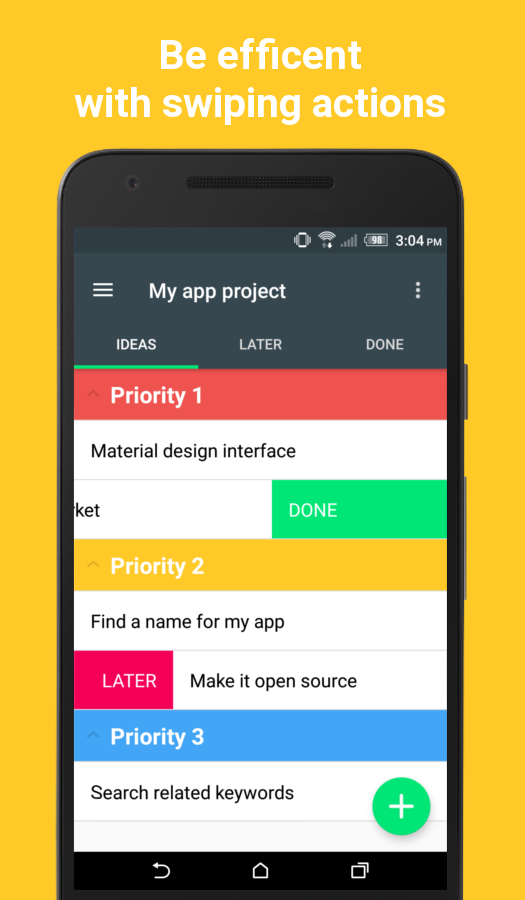 Be efficent
with swiping actions
98 3:04 PM
My app project
IDEAS LATER DONE
Priority 1
Material design interface
rket DONE
Priority 2
Find a name for my app
LATER Make it open source
Priority 3
Search related keywords